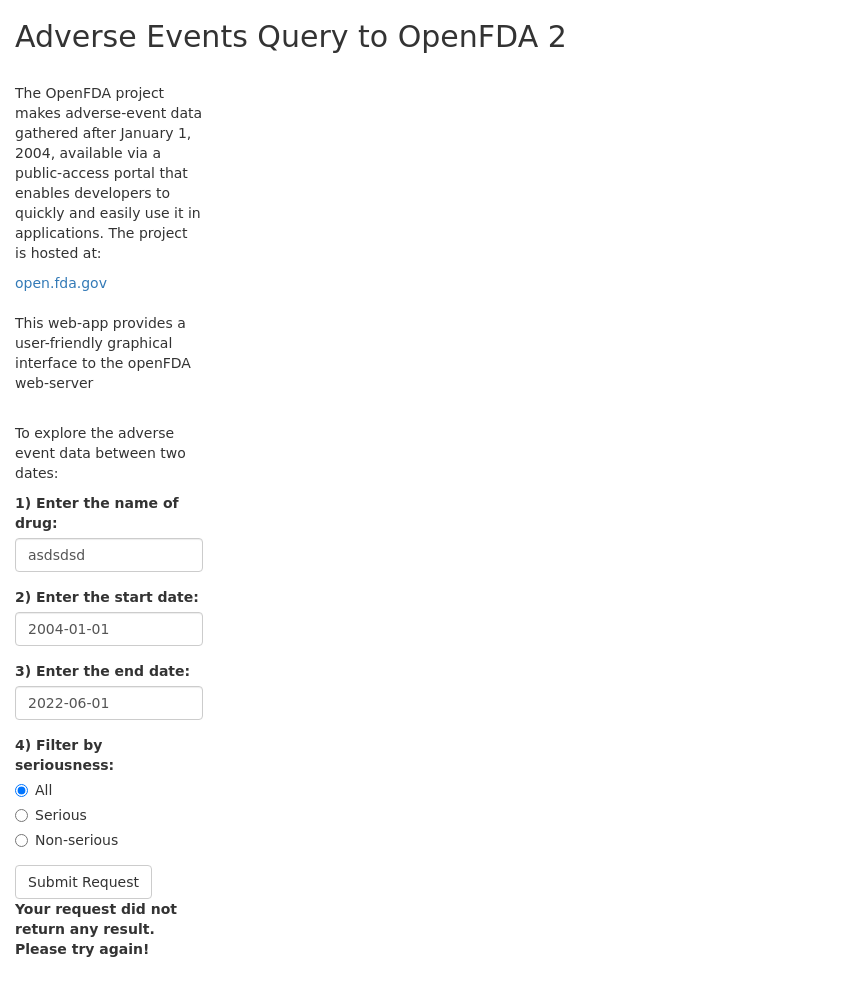 Adverse Events Query to OpenFDA 2
The OpenFDA project
makes adverse-event data
gathered after January 1,
2004, available via a
public-access portal that
enables developers to
quickly and easily use it in
applications. The project
is hosted at:
open.fda.gov
This web-app provides a
user-friendly graphical
interface to the openFDA
web-server
To explore the adverse
event data between two
dates:
1) Enter the name of
drug:
asdsdsd
2) Enter the start date:
2004-01-01
3) Enter the end date:
2022-06-01
4) Filter by
seriousness:
All
Serious
Non-serious
Submit Request
Your request did not
return any result.
Please try again!